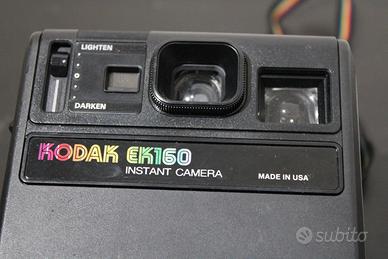 LIGHTEN
DARKEN
KODAK EK160
INSTANT CAMERA
MADE IN USA
subito